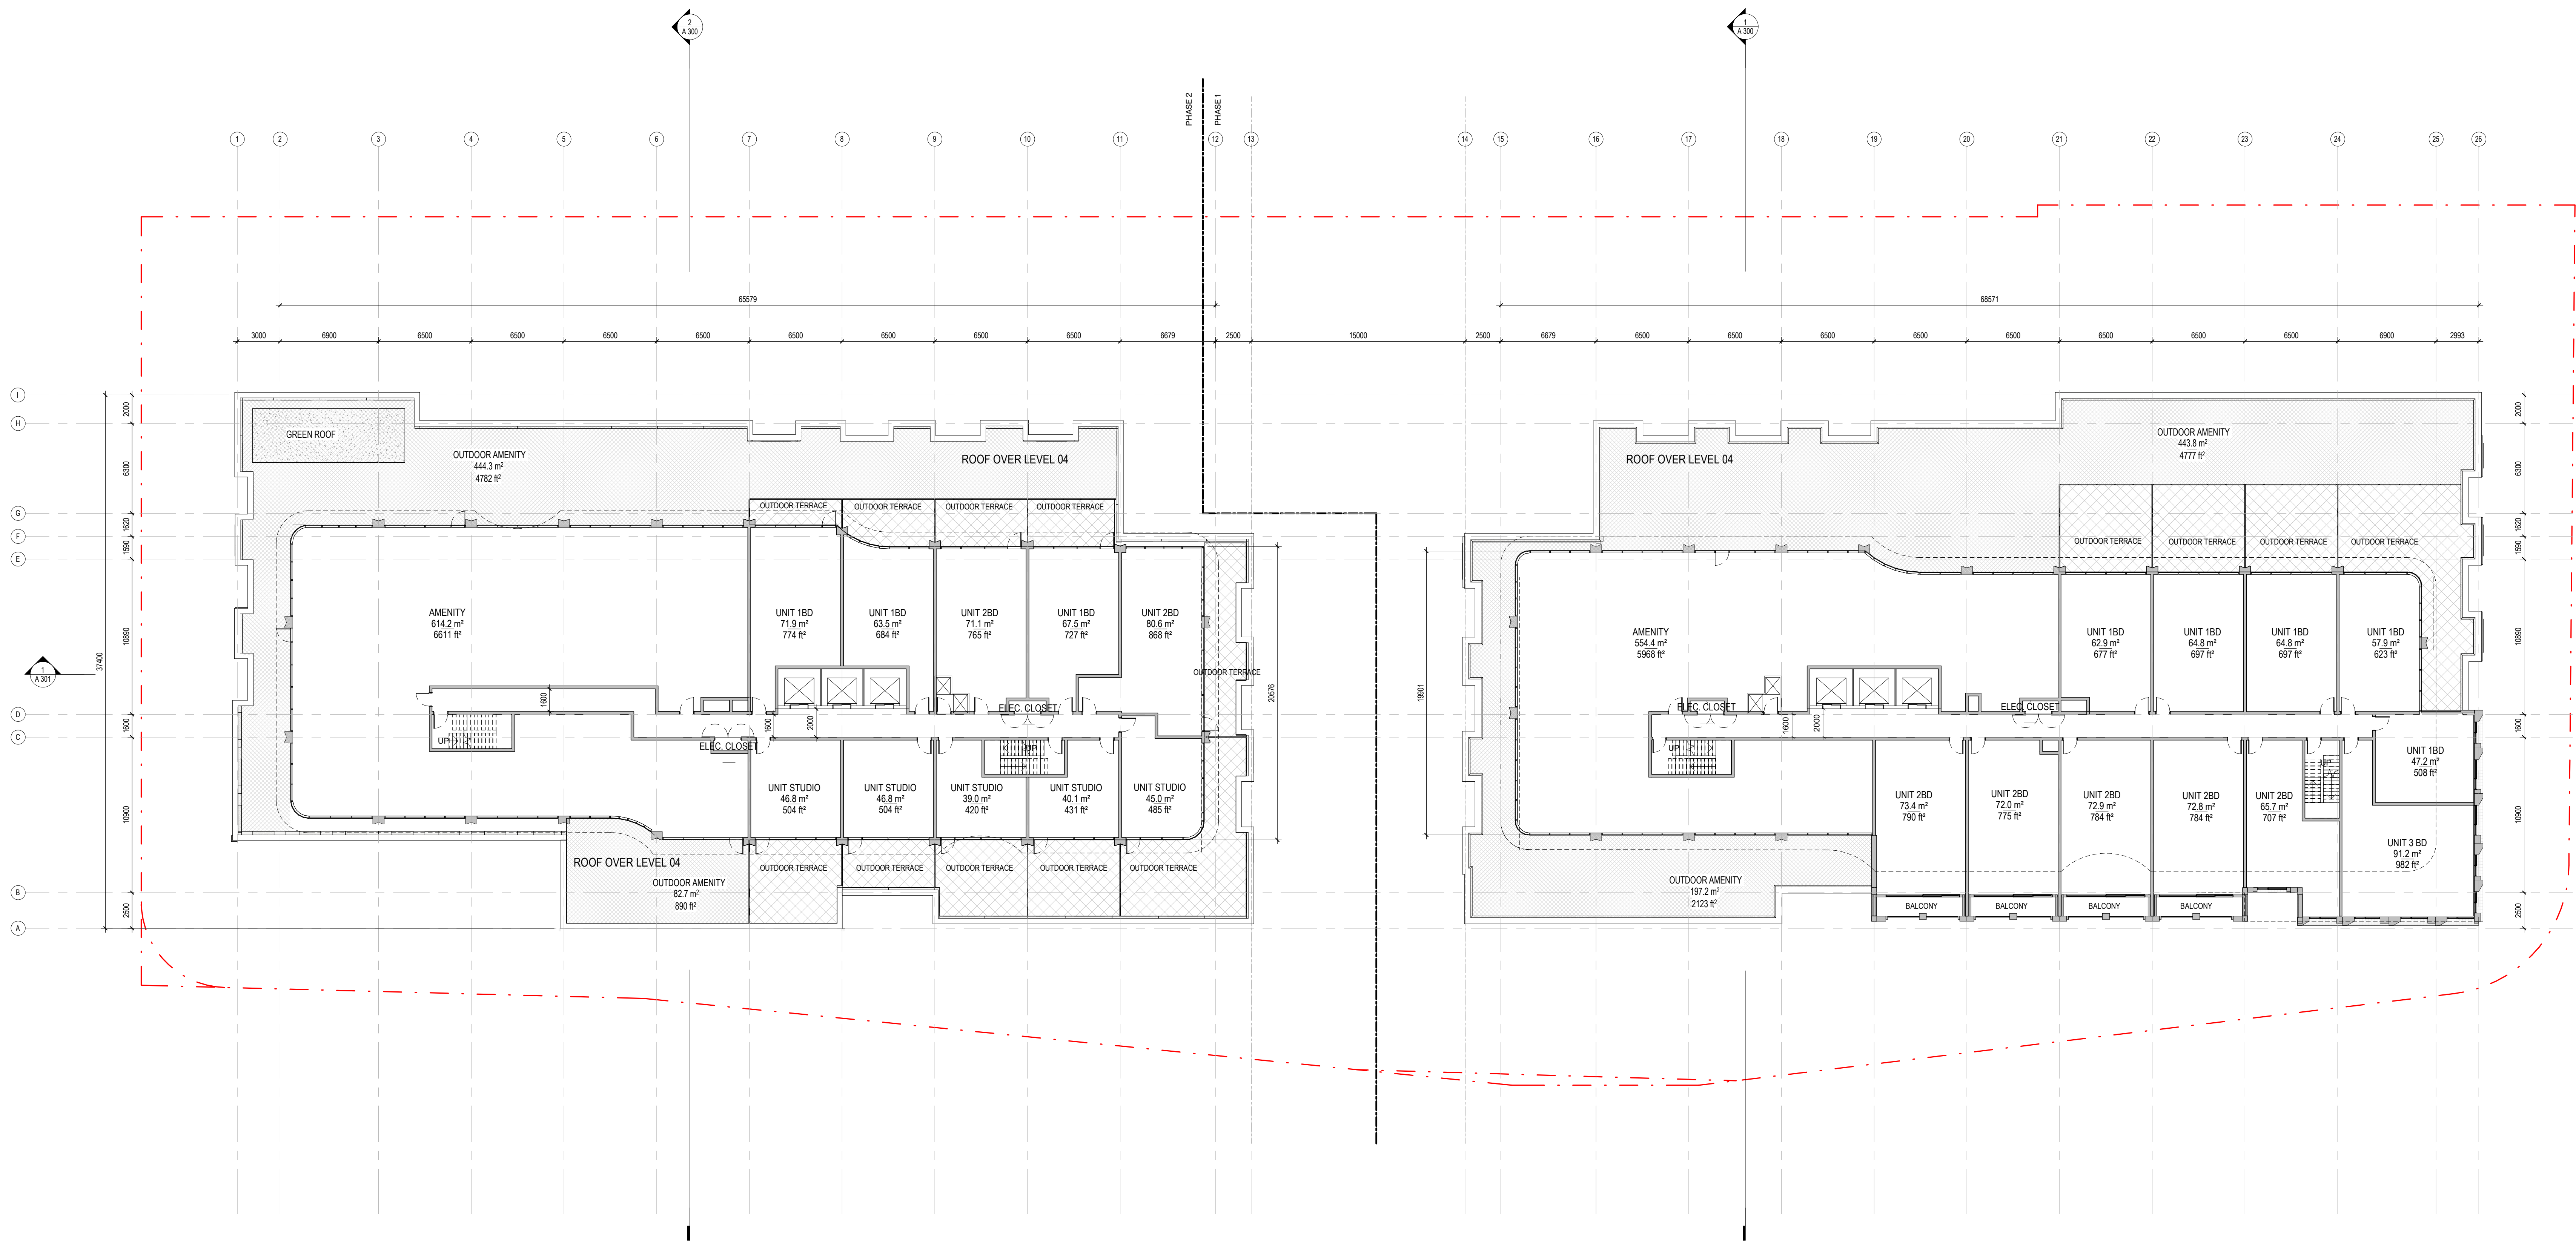 2
A 300
1
A 300
PHASE 2
PHASE 1
1
2
3
4
5
6
7
8
9
10
11
12
13
14
15
16
17
18
19
20
21
22
23
24
25
26
65579
68571
3000
6900
6500
6500
6500
6500
6500
6500
6500
6500
6679
2500
15000
2500
6679
6500
6500
6500
6500
6500
6500
6500
6500
6900
2993
I
H
G
F
E
D
C
B
A
37400
2000
6300
1620
1590
10890
1600
10900
2500
1
A 301
GREEN ROOF
OUTDOOR AMENITY
444.3 m²
4782 ft²
ROOF OVER LEVEL 04
OUTDOOR TERRACE
OUTDOOR TERRACE
OUTDOOR TERRACE
OUTDOOR TERRACE
AMENITY
614.2 m²
6611 ft²
UNIT 1BD
71.9 m²
774 ft²
UNIT 1BD
63.5 m²
684 ft²
UNIT 2BD
71.1 m²
765 ft²
UNIT 1BD
67.5 m²
727 ft²
UNIT 2BD
80.6 m²
868 ft²
OUTDOOR TERRACE
20576
1600
1600
2000
ELEC. CLOSET
UP
ELEC. CLOSET
UP
UNIT STUDIO
46.8 m²
504 ft²
UNIT STUDIO
46.8 m²
504 ft²
UNIT STUDIO
39.0 m²
420 ft²
UNIT STUDIO
40.1 m²
431 ft²
UNIT STUDIO
45.0 m²
485 ft²
ROOF OVER LEVEL 04
OUTDOOR AMENITY
82.7 m²
890 ft²
OUTDOOR TERRACE
OUTDOOR TERRACE
OUTDOOR TERRACE
OUTDOOR TERRACE
OUTDOOR TERRACE
ROOF OVER LEVEL 04
OUTDOOR AMENITY
443.8 m²
4777 ft²
OUTDOOR TERRACE
OUTDOOR TERRACE
OUTDOOR TERRACE
OUTDOOR TERRACE
19901
AMENITY
554.4 m²
5968 ft²
UNIT 1BD
62.9 m²
677 ft²
UNIT 1BD
64.8 m²
697 ft²
UNIT 1BD
64.8 m²
697 ft²
UNIT 1BD
57.9 m²
623 ft²
ELEC. CLOSET
1600
2000
ELEC. CLOSET
UP
UP
UNIT 1BD
47.2 m²
508 ft²
UNIT 2BD
73.4 m²
790 ft²
UNIT 2BD
72.0 m²
775 ft²
UNIT 2BD
72.9 m²
784 ft²
UNIT 2BD
72.8 m²
784 ft²
UNIT 2BD
65.7 m²
707 ft²
UNIT 3 BD
91.2 m²
982 ft²
OUTDOOR AMENITY
197.2 m²
2123 ft²
BALCONY
BALCONY
BALCONY
BALCONY
2000
6300
1620
1590
10890
1600
10900
2500